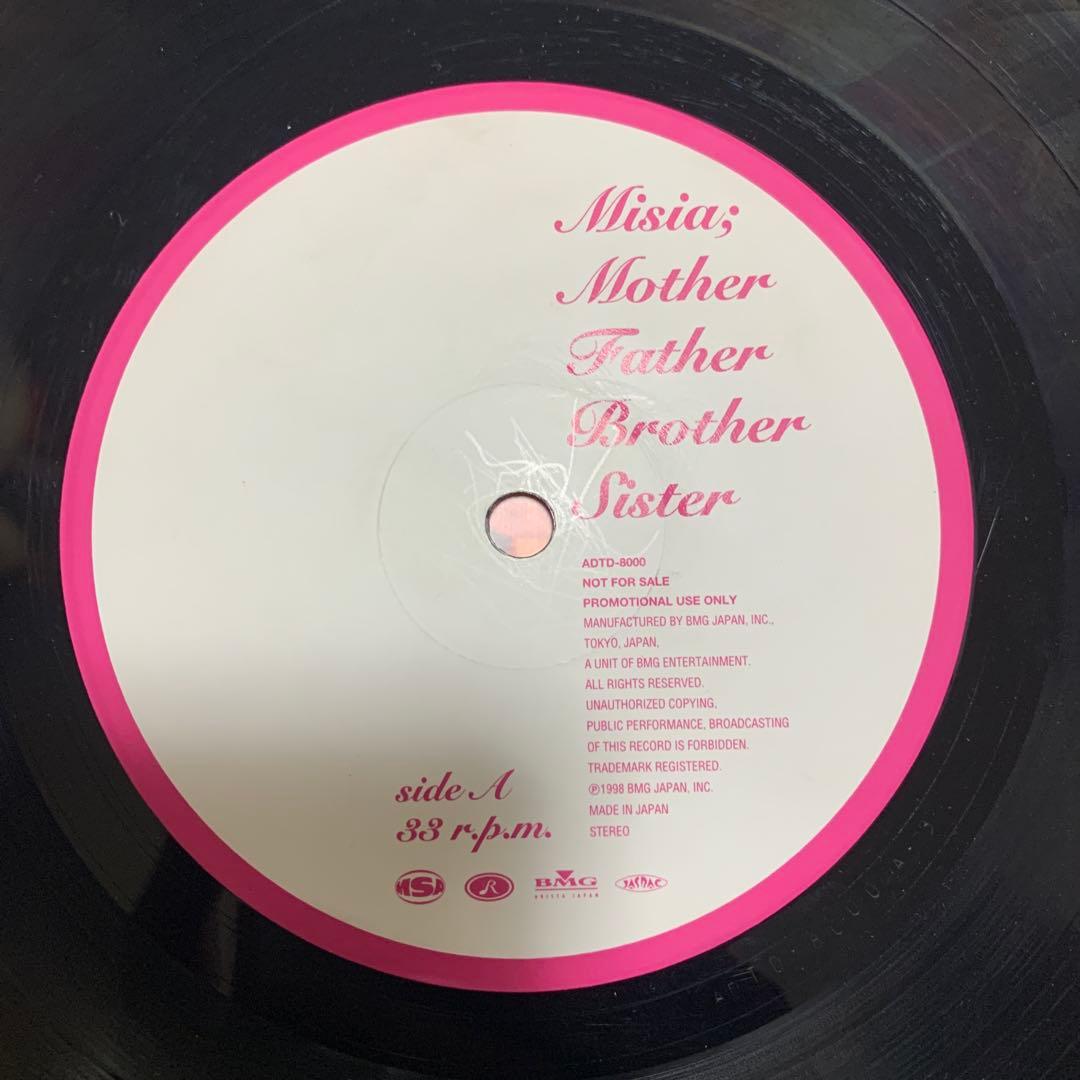 Misia;
Mother
Father
Brother
Sister
ADTD-8000
NOT FOR SALE
PROMOTIONAL USE ONLY
MANUFACTURED BY BMG JAPAN, INC.,
TOKYO, JAPAN,
A UNIT OF BMG ENTERTAINMENT.
ALL RIGHTS RESERVED.
UNAUTHORIZED COPYING,
PUBLIC PERFORMANCE, BROADCASTING
OF THIS RECORD IS FORBIDDEN.
TRADEMARK REGISTERED.
℗1998 BMG JAPAN, INC.
MADE IN JAPAN
STEREO
side A
33 r.p.m.
MSA
R
BMG
ARISTA JAPAN
JASRAC